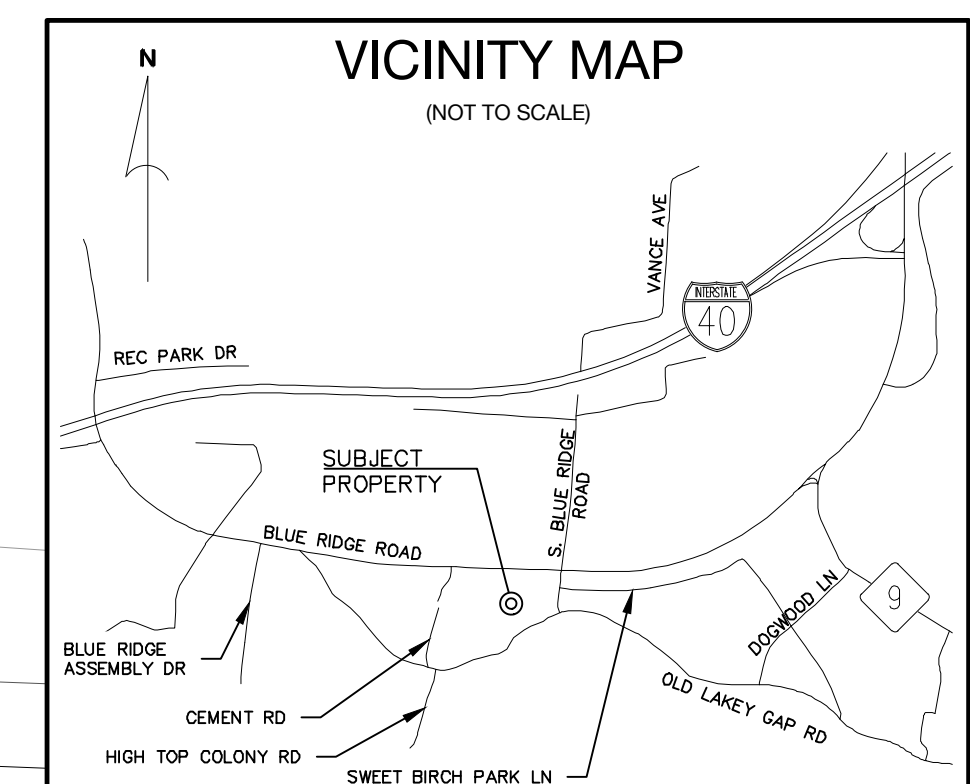 VICINITY MAP
(NOT TO SCALE)
N
VANCE AVE
INTERSTATE
40
REC PARK DR
SUBJECT
PROPERTY
S. BLUE RIDGE
ROAD
BLUE RIDGE ROAD
9
DOGWOOD LN
BLUE RIDGE
ASSEMBLY DR
OLD LAKEY GAP RD
CEMENT RD
HIGH TOP COLONY RD
SWEET BIRCH PARK LN